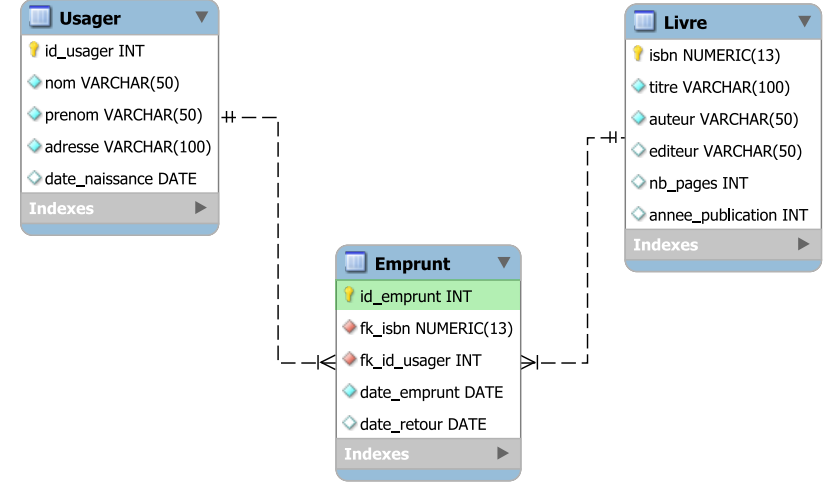 Usager
id_usager INT
nom VARCHAR(50)
prenom VARCHAR(50)
adresse VARCHAR(100)
date_naissance DATE
Indexes
Livre
isbn NUMERIC(13)
titre VARCHAR(100)
auteur VARCHAR(50)
editeur VARCHAR(50)
nb_pages INT
annee_publication INT
Indexes
Emprunt
id_emprunt INT
fk_isbn NUMERIC(13)
fk_id_usager INT
date_emprunt DATE
date_retour DATE
Indexes